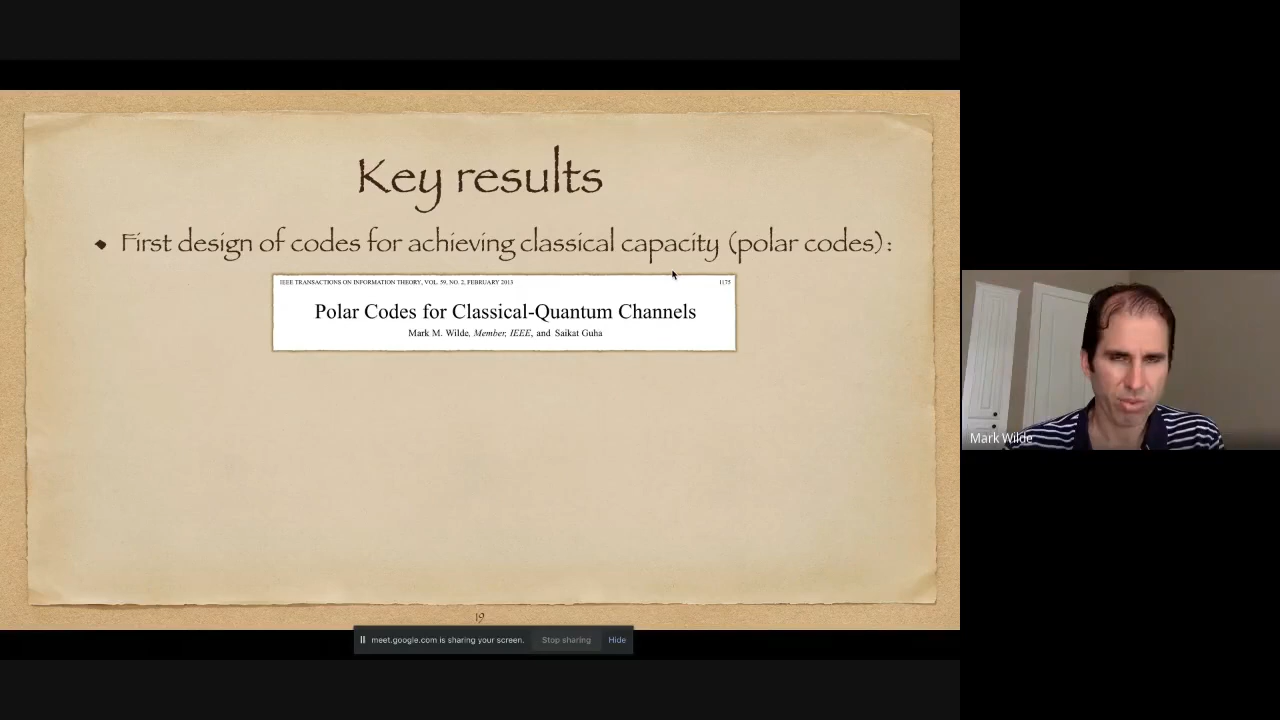 Key results
First design of codes for achieving classical capacity (polar codes):
IEEE TRANSACTIONS ON INFORMATION THEORY, VOL. 59, NO. 2, FEBRUARY 2013 1175
Polar Codes for Classical-Quantum Channels
Mark M. Wilde, Member, IEEE, and Saikat Guha
Mark Wilde
19
meet.google.com is sharing your screen. Stop sharing Hide